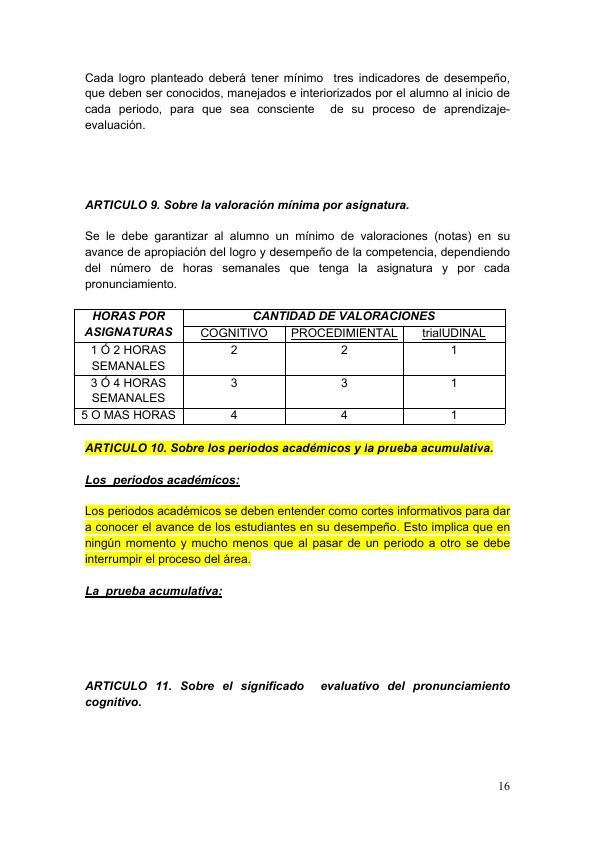 Cada logro planteado deberá tener mínimo  tres indicadores de desempeño,
que deben ser conocidos, manejados e interiorizados por el alumno al inicio de
cada periodo, para que sea consciente  de su proceso de aprendizaje-
evaluación.
ARTICULO 9. Sobre la valoración mínima por asignatura.
Se le debe garantizar al alumno un mínimo de valoraciones (notas) en su
avance de apropiación del logro y desempeño de la competencia, dependiendo
del número de horas semanales que tenga la asignatura y por cada
pronunciamiento.
HORAS POR CANTIDAD DE VALORACIONES
ASIGNATURAS COGNITIVO PROCEDIMIENTAL trialUDINAL
1 Ó 2 HORAS 2 2 1
SEMANALES
3 Ó 4 HORAS 3 3 1
SEMANALES
5 O MAS HORAS 4 4 1
ARTICULO 10. Sobre los periodos académicos y la prueba acumulativa.
Los  periodos académicos:
Los periodos académicos se deben entender como cortes informativos para dar
a conocer el avance de los estudiantes en su desempeño. Esto implica que en
ningún momento y mucho menos que al pasar de un periodo a otro se debe
interrumpir el proceso del área.
La  prueba acumulativa:
ARTICULO 11. Sobre el significado  evaluativo del pronunciamiento
cognitivo.
16